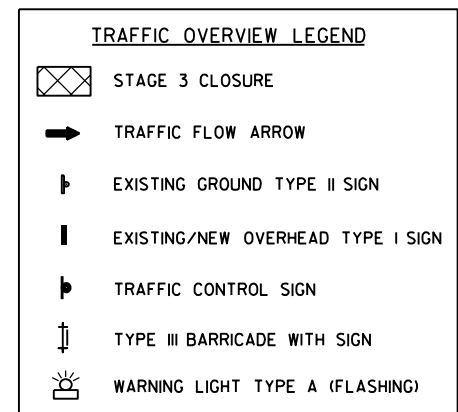 TRAFFIC OVERVIEW LEGEND
STAGE 3 CLOSURE
TRAFFIC FLOW ARROW
EXISTING GROUND TYPE II SIGN
EXISTING/NEW OVERHEAD TYPE I SIGN
TRAFFIC CONTROL SIGN
TYPE III BARRICADE WITH SIGN
WARNING LIGHT TYPE A (FLASHING)